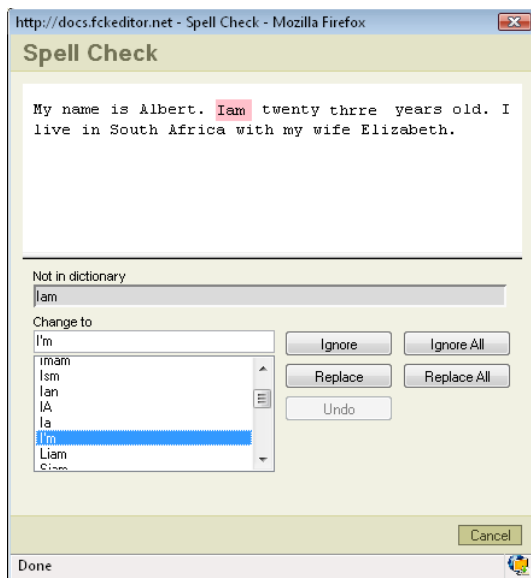 http://docs.fckeditor.net - Spell Check - Mozilla Firefox
Spell Check
My name is Albert. Iam twenty thrre years old. I
live in South Africa with my wife Elizabeth.
Not in dictionary
Iam
Change to
I'm
Ignore
Ignore All
Imam
Ism
Ian
IA
Ia
I'm
Liam
Siam
Replace
Replace All
Undo
Cancel
Done